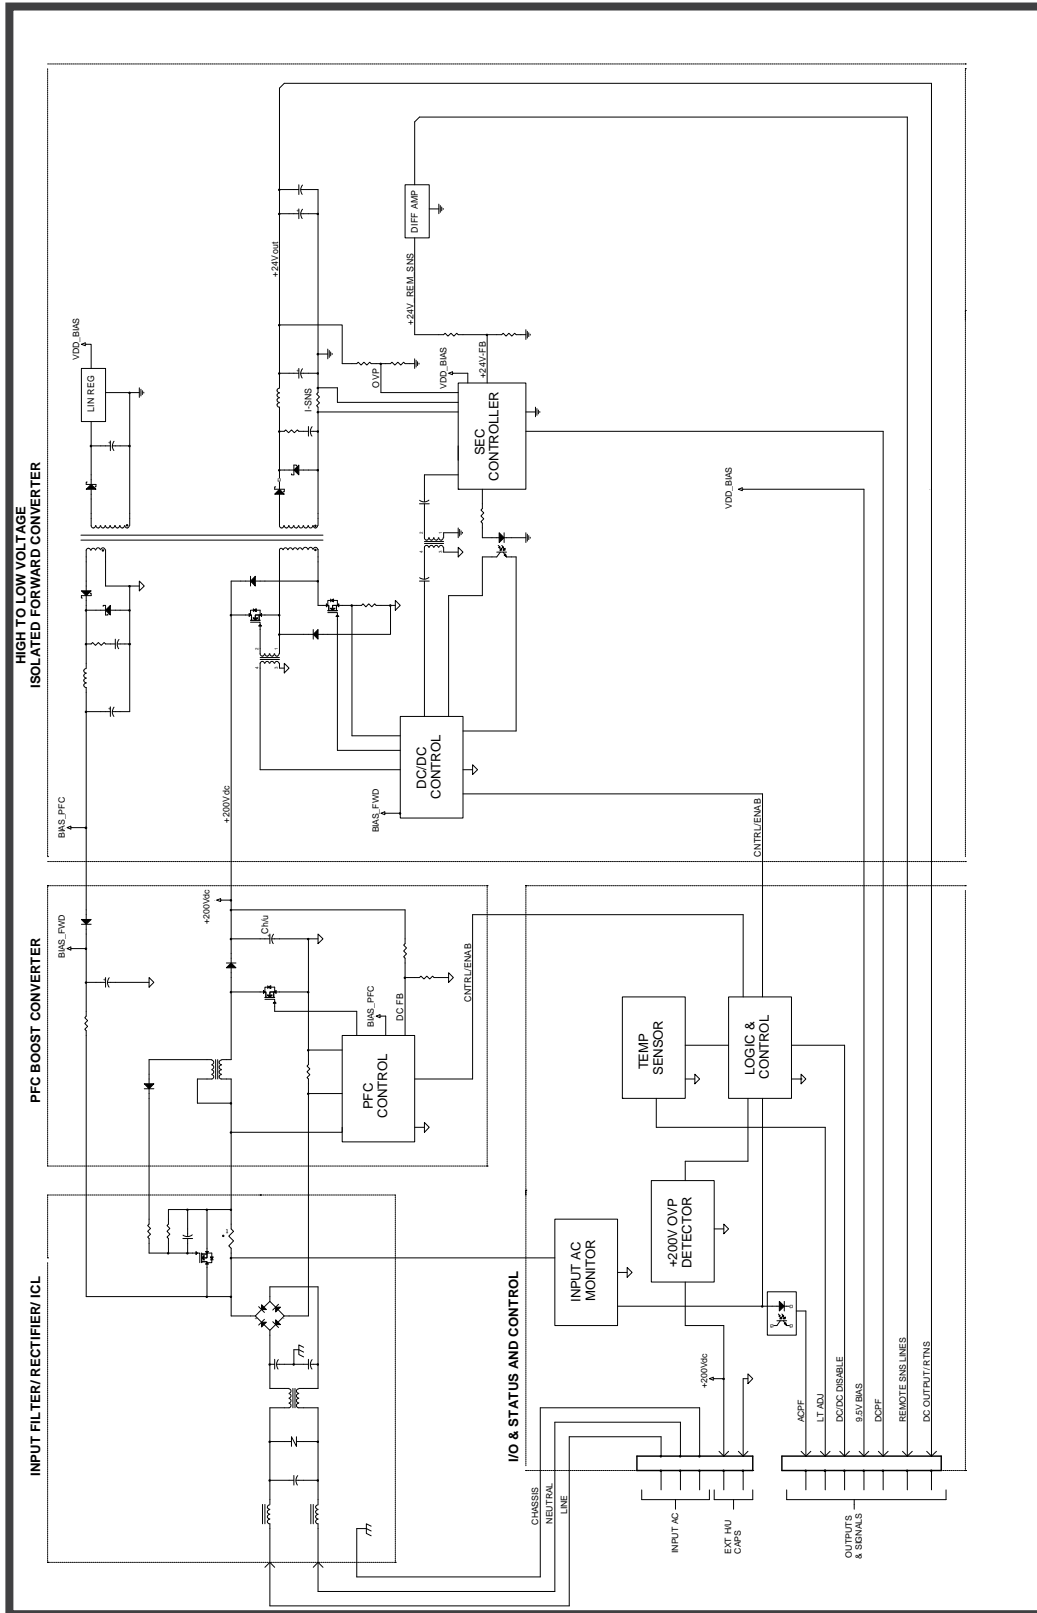 INPUT FILTER/ RECTIFIER/ ICL
PFC BOOST CONVERTER
BIAS_FWD
+200Vdc
Ch/u
DC FB
BIAS_PFC
PFC
CONTROL
CNTRL/ENAB
HIGH TO LOW VOLTAGE
ISOLATED FORWARD CONVERTER
BIAS_PFC
+200Vdc
LIN REG
VDD_BIAS
+24Vout
I-SNS
OVP
VDD_BIAS
+24V-FB
+24V REM SNS
DIFF AMP
SEC
CONTROLLER
BIAS_FWD
DC/DC
CONTROL
VDD_BIAS
CNTRL/ENAB
I/O & STATUS AND CONTROL
INPUT AC
MONITOR
+200V OVP
DETECTOR
TEMP
SENSOR
LOGIC &
CONTROL
CHASSIS
NEUTRAL
LINE
+200Vdc
ACPF
LT ADJ
DC/DC DISABLE
9.5V BIAS
DCPF
REMOTE SNS LINES
DC OUTPUT/ RTNS
INPUT AC
EXT H/U
CAPS
OUTPUTS
& SIGNALS